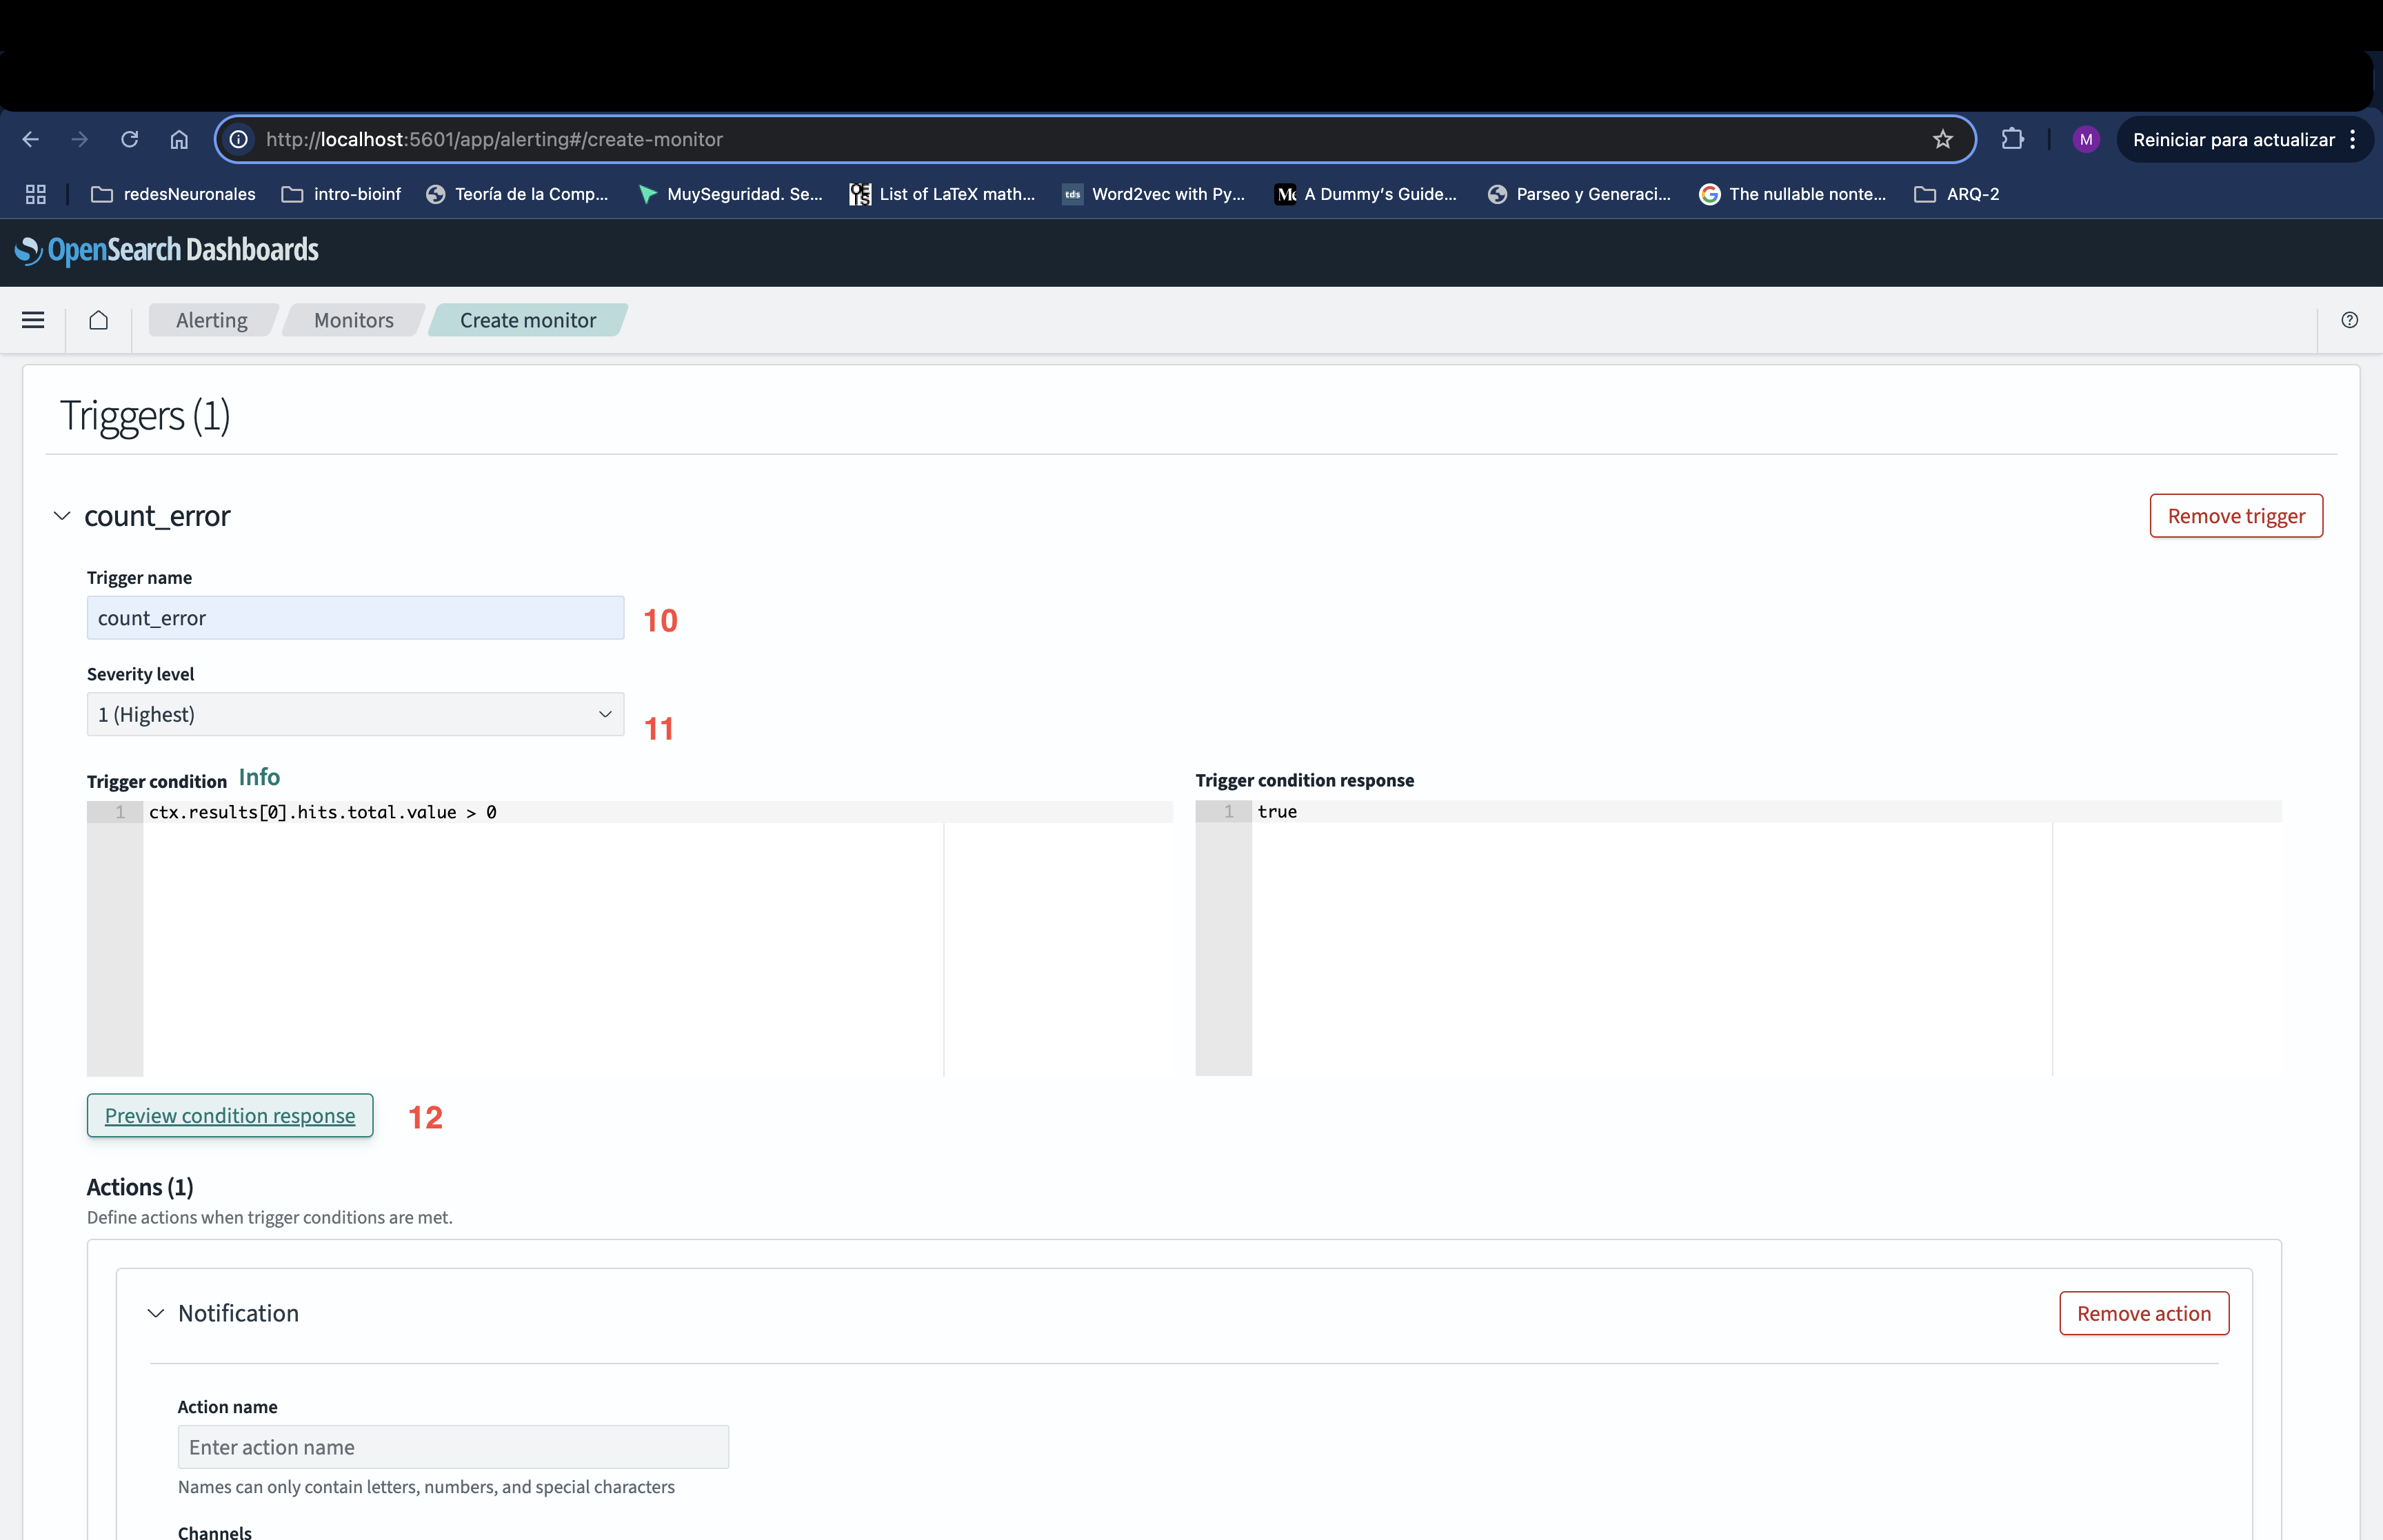 http://localhost:5601/app/alerting#/create-monitor
M
Reiniciar para actualizar
redesNeuronales
intro-bioinf
Teoría de la Comp...
MuySeguridad. Se...
List of LaTeX math...
tds
Word2vec with Py...
A Dummy's Guide...
Parseo y Generaci...
The nullable nonte...
ARQ-2
OpenSearch Dashboards
Alerting
Monitors
Create monitor
Triggers (1)
count_error
Remove trigger
Trigger name
count_error
10
Severity level
1 (Highest)
11
Trigger condition Info
1 ctx.results[0].hits.total.value > 0
Trigger condition response
1 true
Preview condition response
12
Actions (1)
Define actions when trigger conditions are met.
Notification
Remove action
Action name
Enter action name
Names can only contain letters, numbers, and special characters
Channels